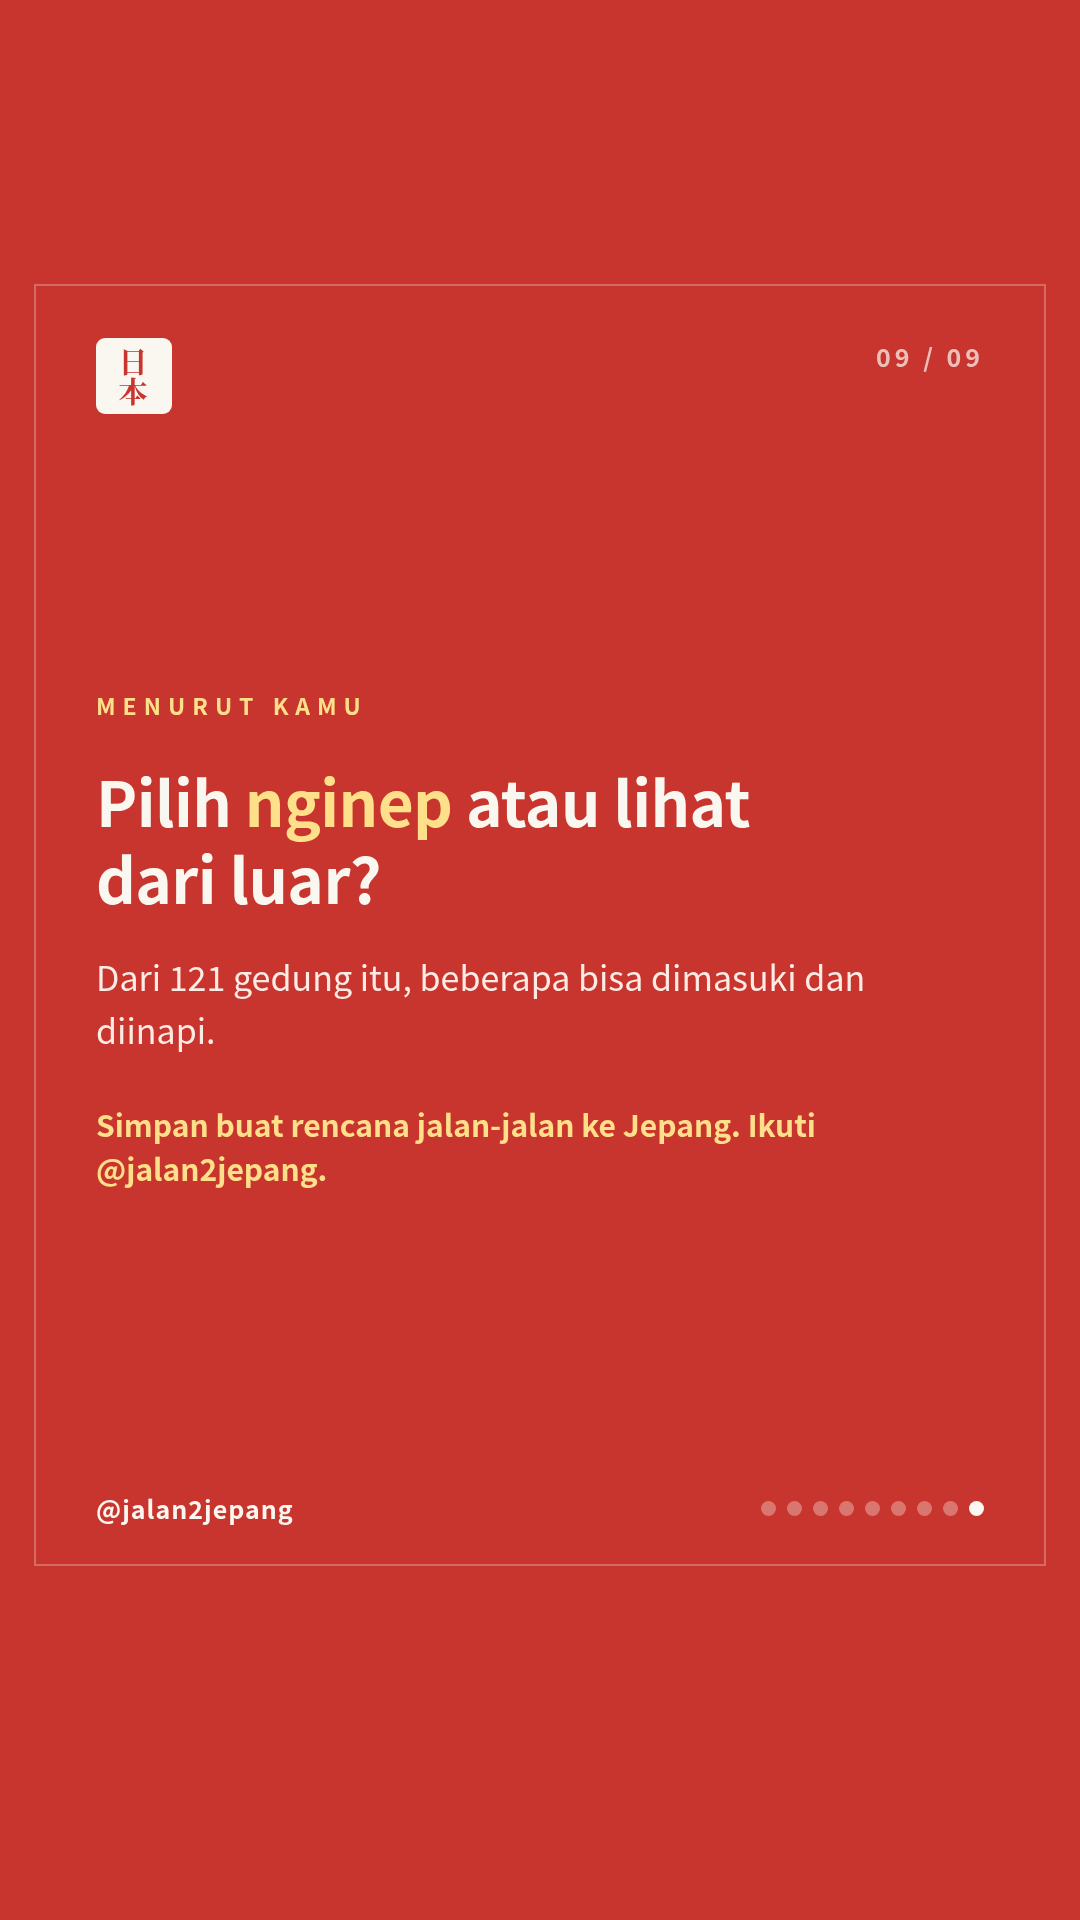 日
本
09 / 09
MENURUT KAMU
Pilih nginep atau lihat
dari luar?
Dari 121 gedung itu, beberapa bisa dimasuki dan
diinapi.
Simpan buat rencana jalan-jalan ke Jepang. Ikuti
@jalan2jepang.
@jalan2jepang